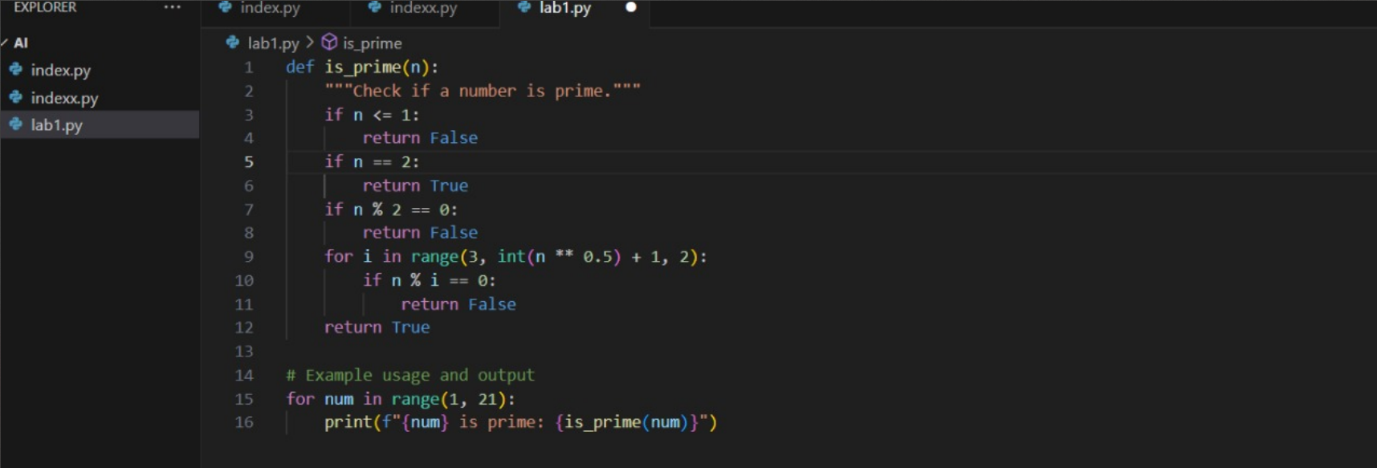 EXPLORER ...
index.py indexx.py lab1.py
AI
index.py
indexx.py
lab1.py
lab1.py > is_prime
1 def is_prime(n):
2     """Check if a number is prime."""
3     if n <= 1:
4         return False
5     if n == 2:
6         return True
7     if n % 2 == 0:
8         return False
9     for i in range(3, int(n ** 0.5) + 1, 2):
10         if n % i == 0:
11             return False
12     return True
13
14 # Example usage and output
15 for num in range(1, 21):
16     print(f"{num} is prime: {is_prime(num)}")